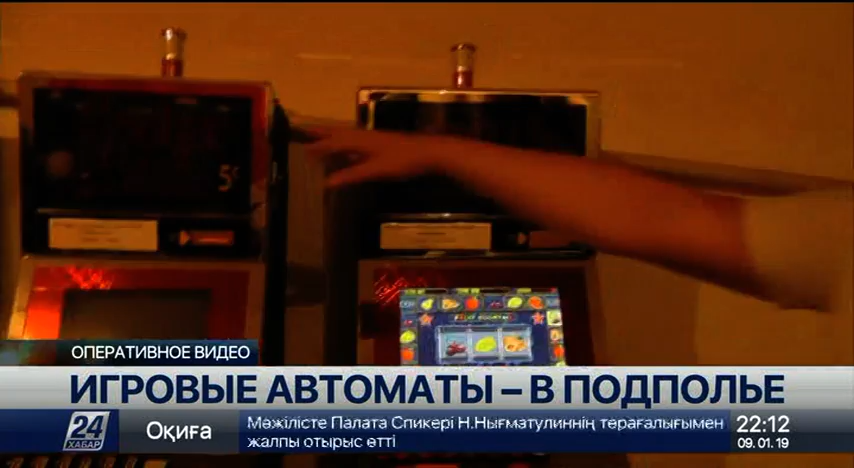 5¢
ОПЕРАТИВНОЕ ВИДЕО
ИГРОВЫЕ АВТОМАТЫ – В ПОДПОЛЬЕ
24
ХАБАР
Оқиға
Мәжілісте Палата Спикері Н.Нығматулиннің төрағалығымен
жалпы отырыс өтті
22:12
09.01.19